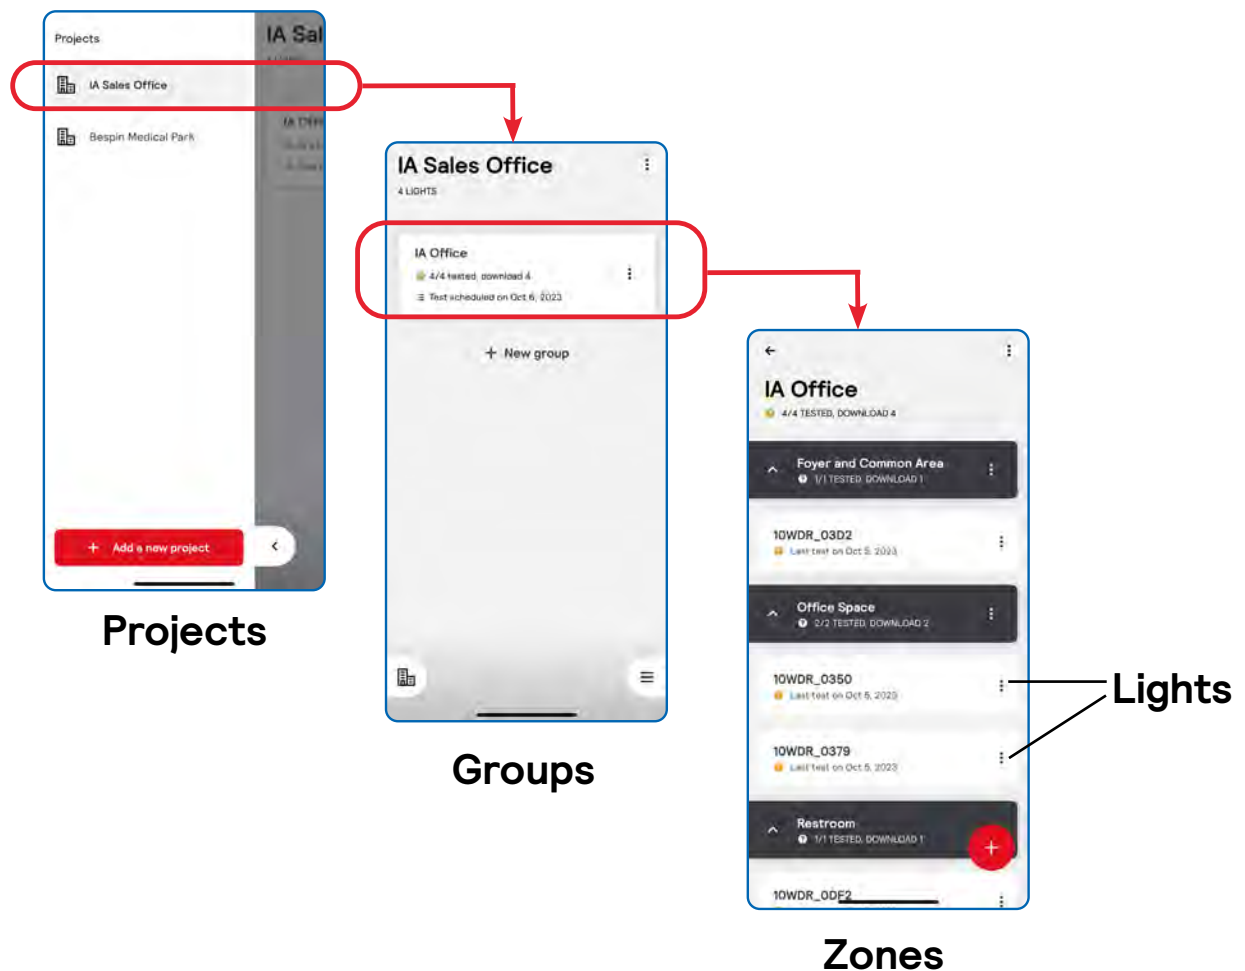 Projects
IA Sales Office
Bespin Medical Park
+ Add a new project
IA Sal
Projects
IA Sales Office
4 LIGHTS
IA Office
4/4 tested, download 4
Test scheduled on Oct 6, 2023
+ New group
Groups
IA Office
4/4 TESTED, DOWNLOAD 4
Foyer and Common Area
1/1 TESTED, DOWNLOAD 1
10WDR_03D2
Last test on Oct 5, 2023
Office Space
2/2 TESTED, DOWNLOAD 2
10WDR_0350
Last test on Oct 5, 2023
10WDR_0379
Last test on Oct 5, 2023
Restroom
1/1 TESTED, DOWNLOAD 1
10WDR_0DF2
Lights
Zones